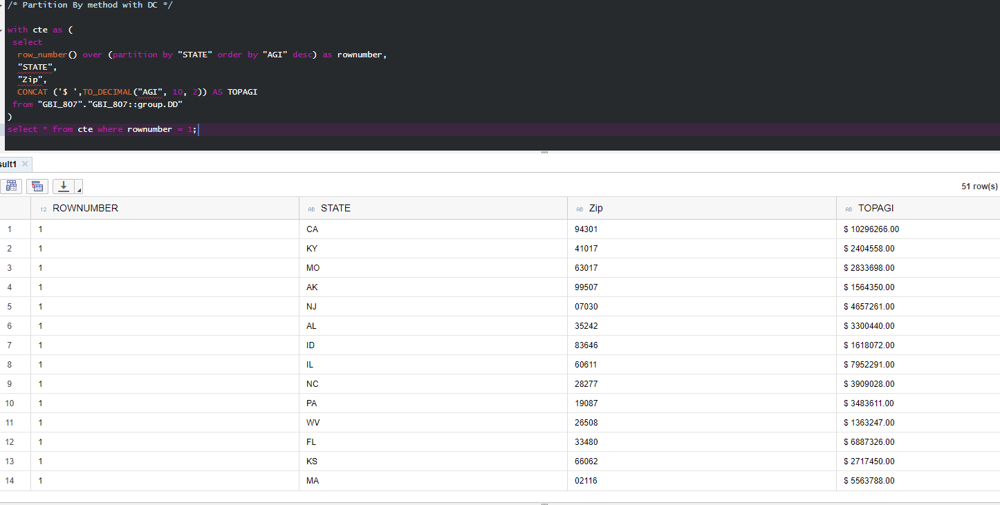 /* Partition By method with DC */
with cte as (
select
row_number() over (partition by "STATE" order by "AGI" desc) as rownumber,
"STATE",
"Zip",
CONCAT ('$ ',TO_DECIMAL("AGI", 10, 2)) AS TOPAGI
from "GBI_807"."GBI_807::group.DD"
)
select * from cte where rownumber = 1;
sult1
51 row(s)
12 ROWNUMBER AB STATE AB Zip AB TOPAGI
1 1 CA 94301 $ 10296266.00
2 1 KY 41017 $ 2404558.00
3 1 MO 63017 $ 2833698.00
4 1 AK 99507 $ 1564350.00
5 1 NJ 07030 $ 4657261.00
6 1 AL 35242 $ 3300440.00
7 1 ID 83646 $ 1618072.00
8 1 IL 60611 $ 7952291.00
9 1 NC 28277 $ 3909028.00
10 1 PA 19087 $ 3483611.00
11 1 WV 26508 $ 1363247.00
12 1 FL 33480 $ 6887326.00
13 1 KS 66062 $ 2717450.00
14 1 MA 02116 $ 5563788.00